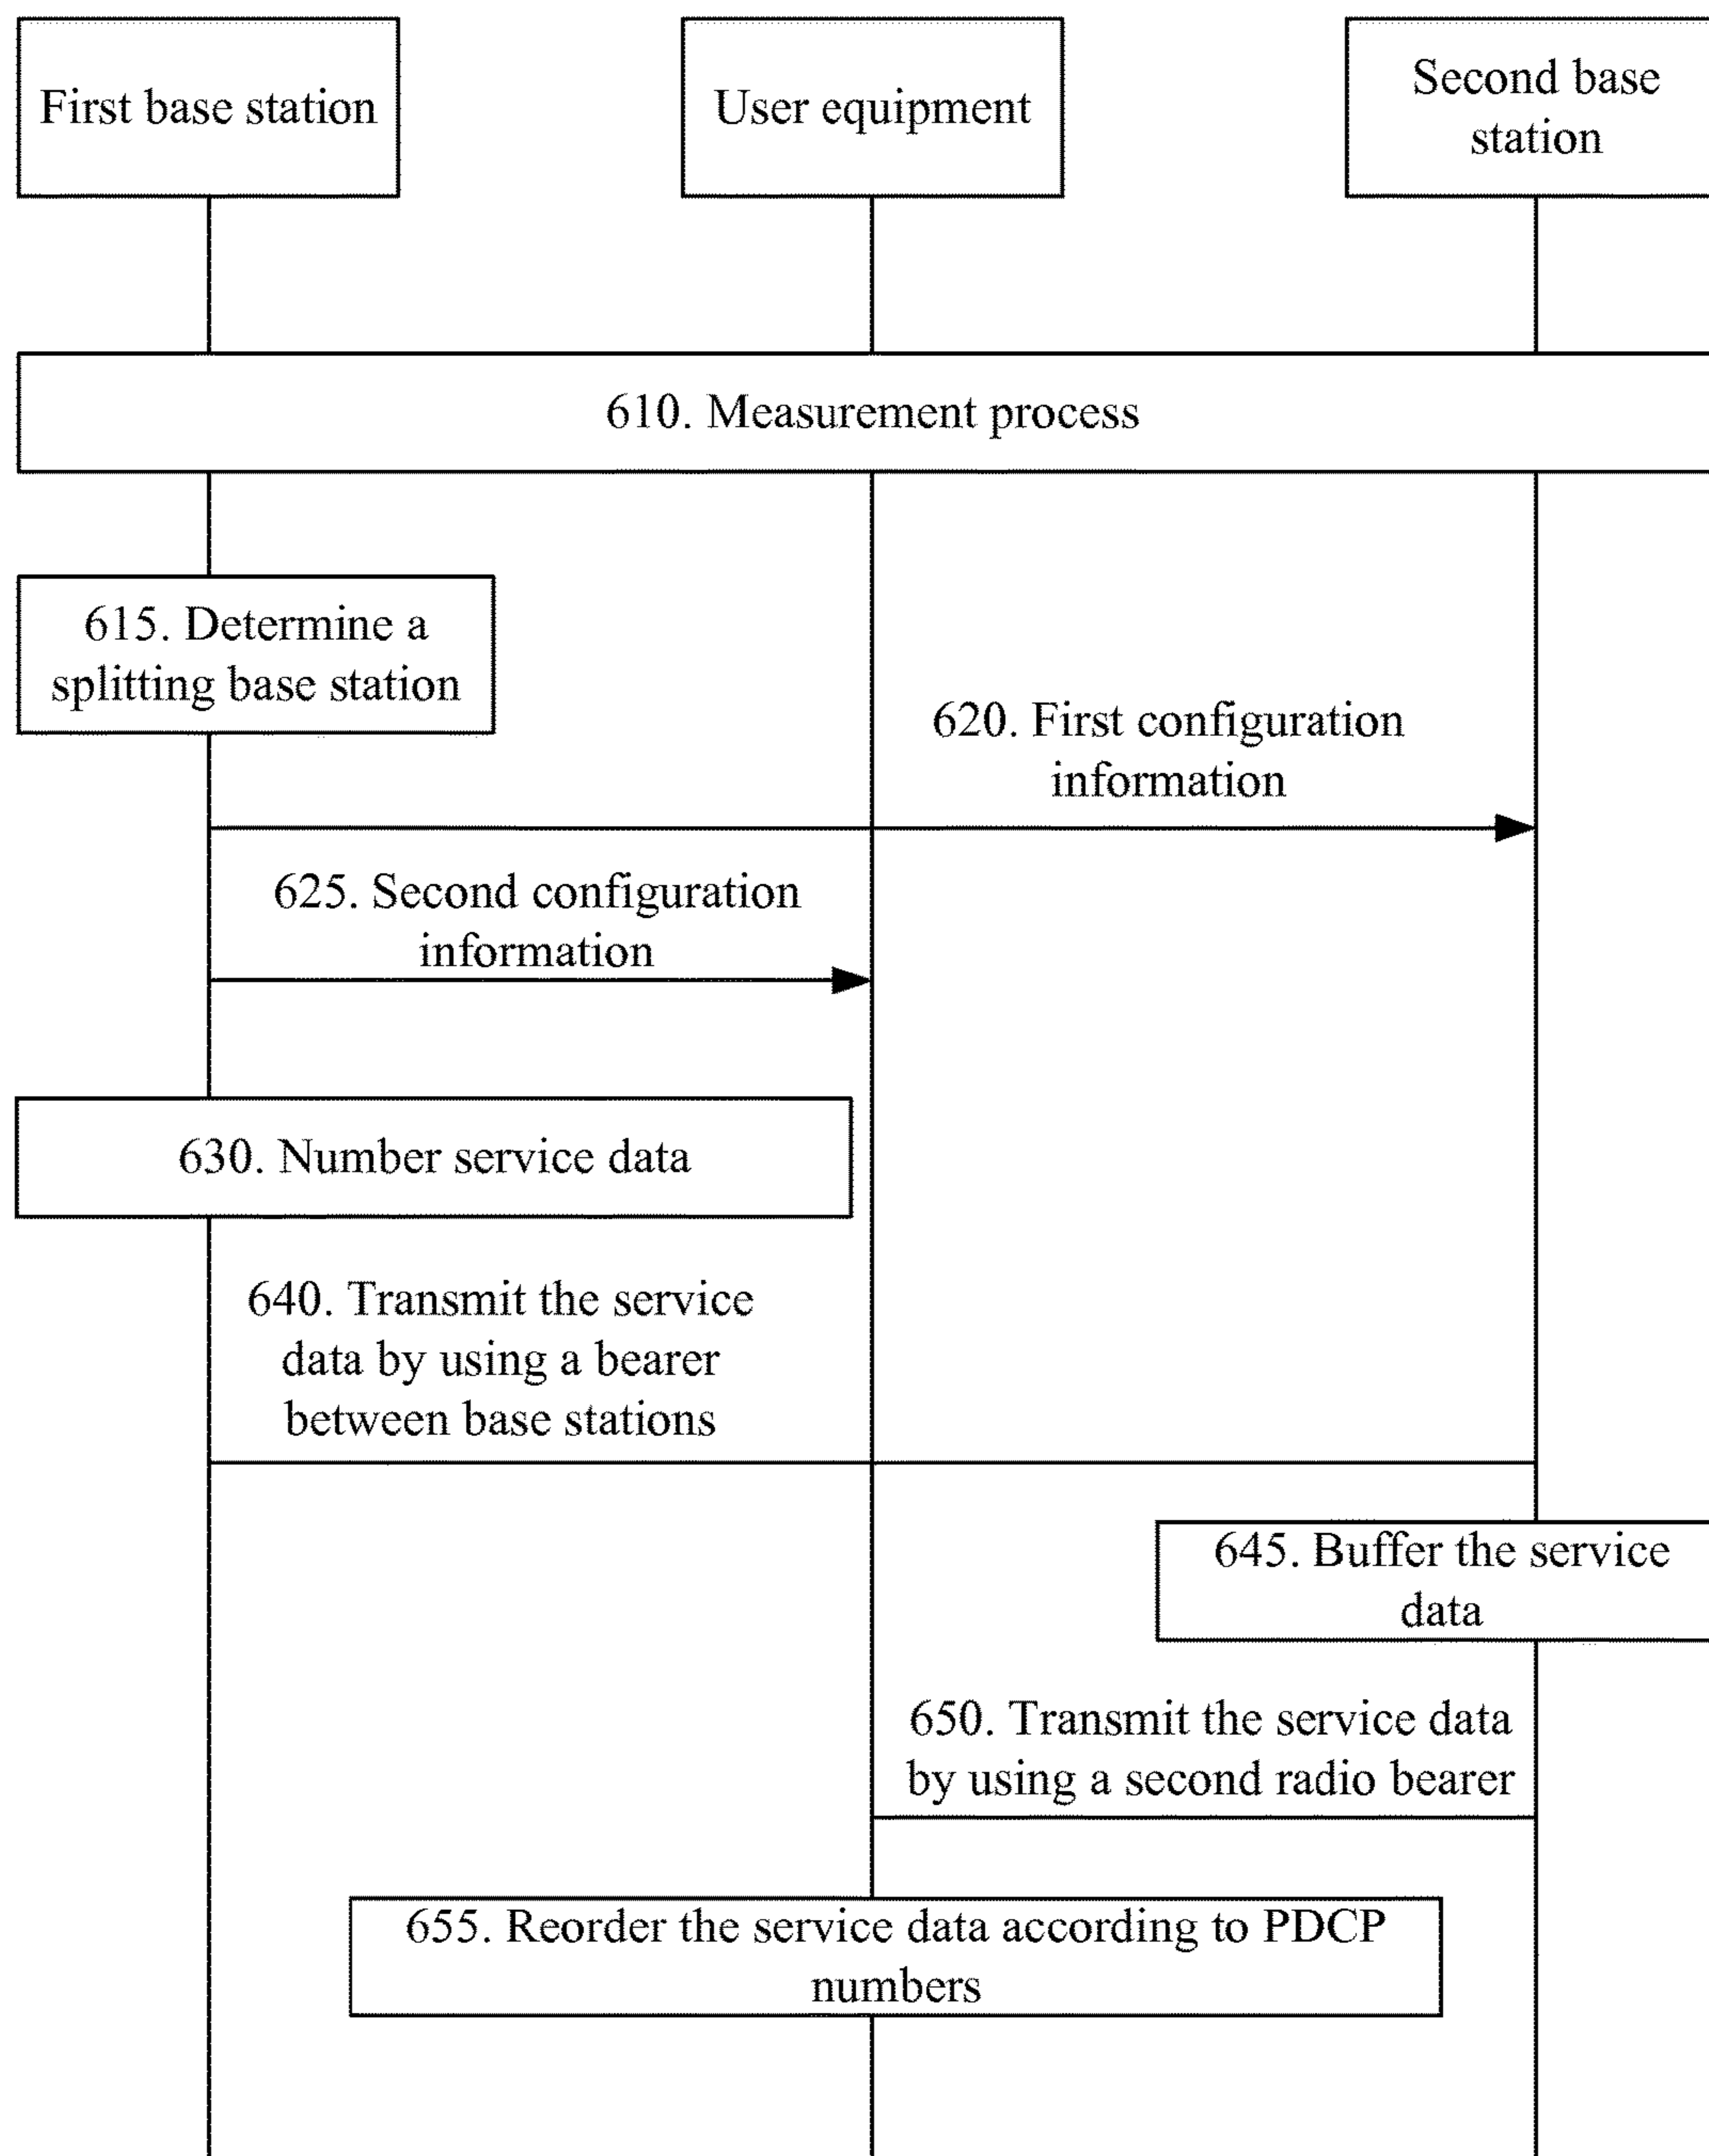 First base station
User equipment
Second base
station
610. Measurement process
615. Determine a
splitting base station
620. First configuration
information
625. Second configuration
information
630. Number service data
640. Transmit the service
data by using a bearer
between base stations
645. Buffer the service
data
650. Transmit the service data
by using a second radio bearer
655. Reorder the service data according to PDCP
numbers